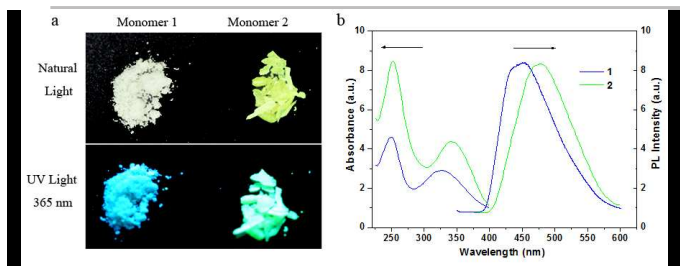 a
Monomer 1 Monomer 2
b
Natural
Light
UV Light
365 nm
Absorbance (a.u.)
10
8
6
4
2
0
250 300 350 400 450 500 550 600
Wavelength (nm)
1
2
10
8
6
4
2
0
PL Intensity (a.u.)